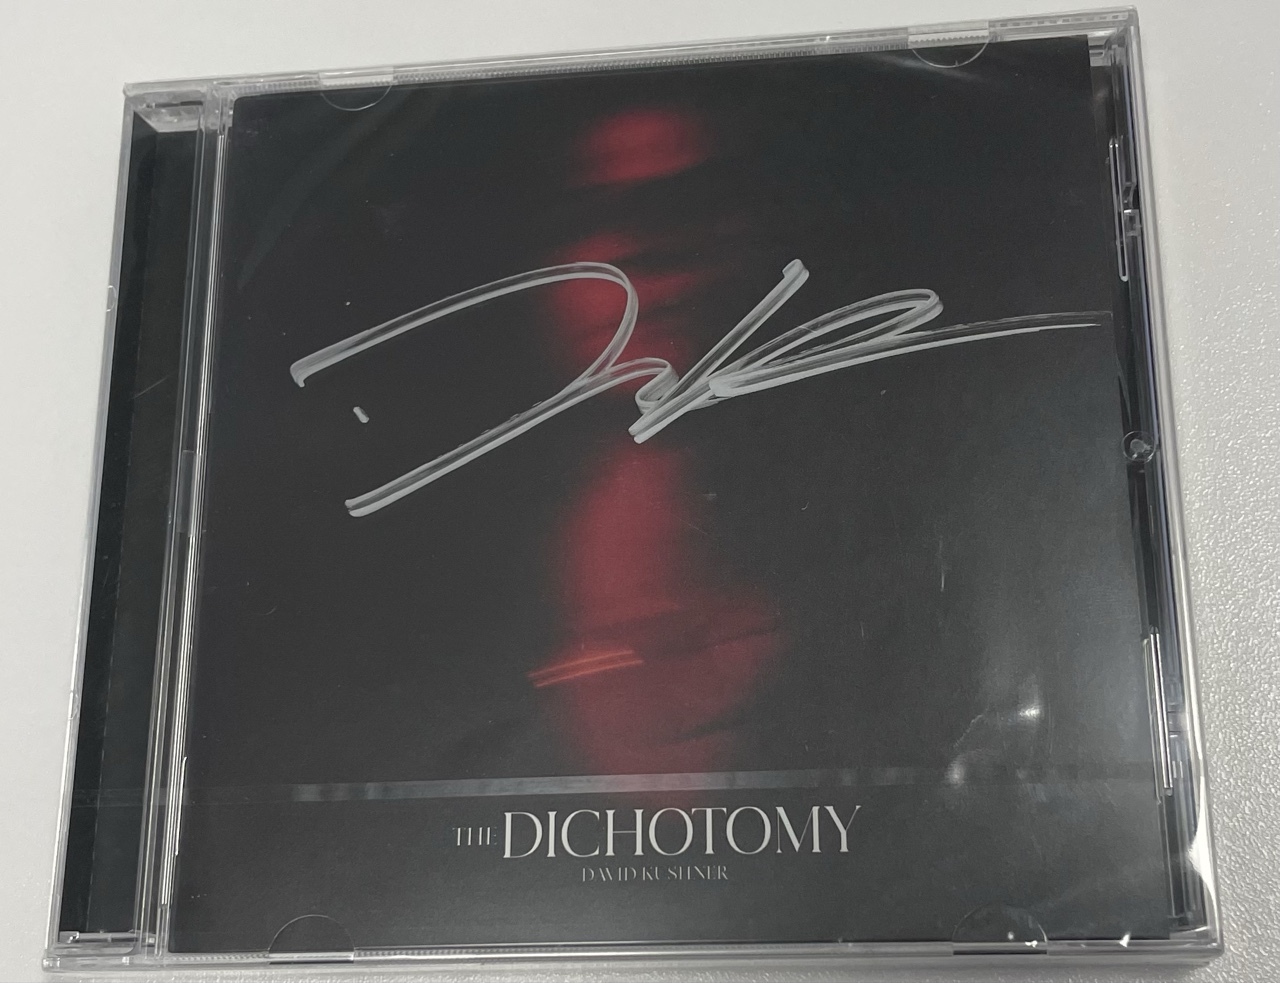 THE DICHOTOMY
DAVID KUSHNER